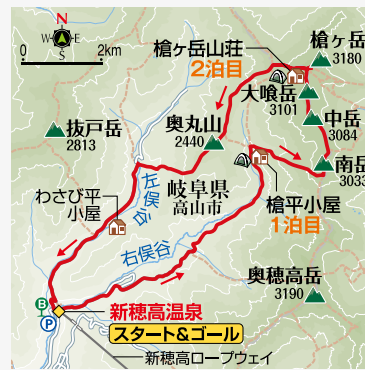 N
W E
S
0 2km
槍ヶ岳山荘
2泊目
槍ヶ岳
3180
大喰岳
3101
中岳
3084
南岳
3033
抜戸岳
2813
奥丸山
2440
わさび平
小屋
左俣谷
岐阜県
高山市
槍平小屋
1泊目
右俣谷
奥穂高岳
3190
B
P
新穂高温泉
スタート&ゴール
新穂高ロープウェイ